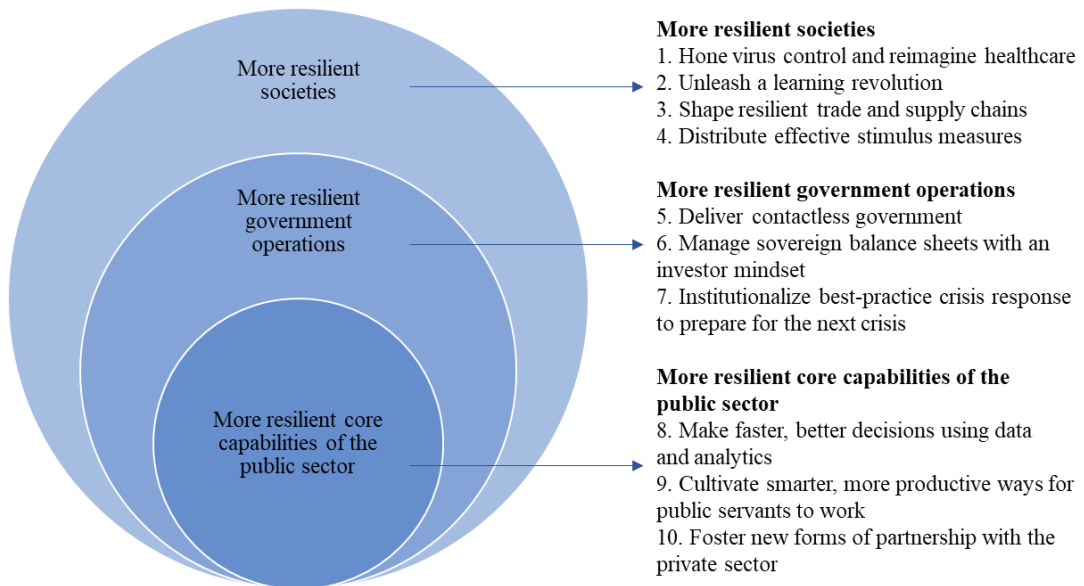 More resilient
societies
More resilient
government
operations
More resilient core
capabilities of the
public sector
More resilient societies
1. Hone virus control and reimagine healthcare
2. Unleash a learning revolution
3. Shape resilient trade and supply chains
4. Distribute effective stimulus measures
More resilient government operations
5. Deliver contactless government
6. Manage sovereign balance sheets with an
investor mindset
7. Institutionalize best-practice crisis response
to prepare for the next crisis
More resilient core capabilities of the
public sector
8. Make faster, better decisions using data
and analytics
9. Cultivate smarter, more productive ways for
public servants to work
10. Foster new forms of partnership with the
private sector